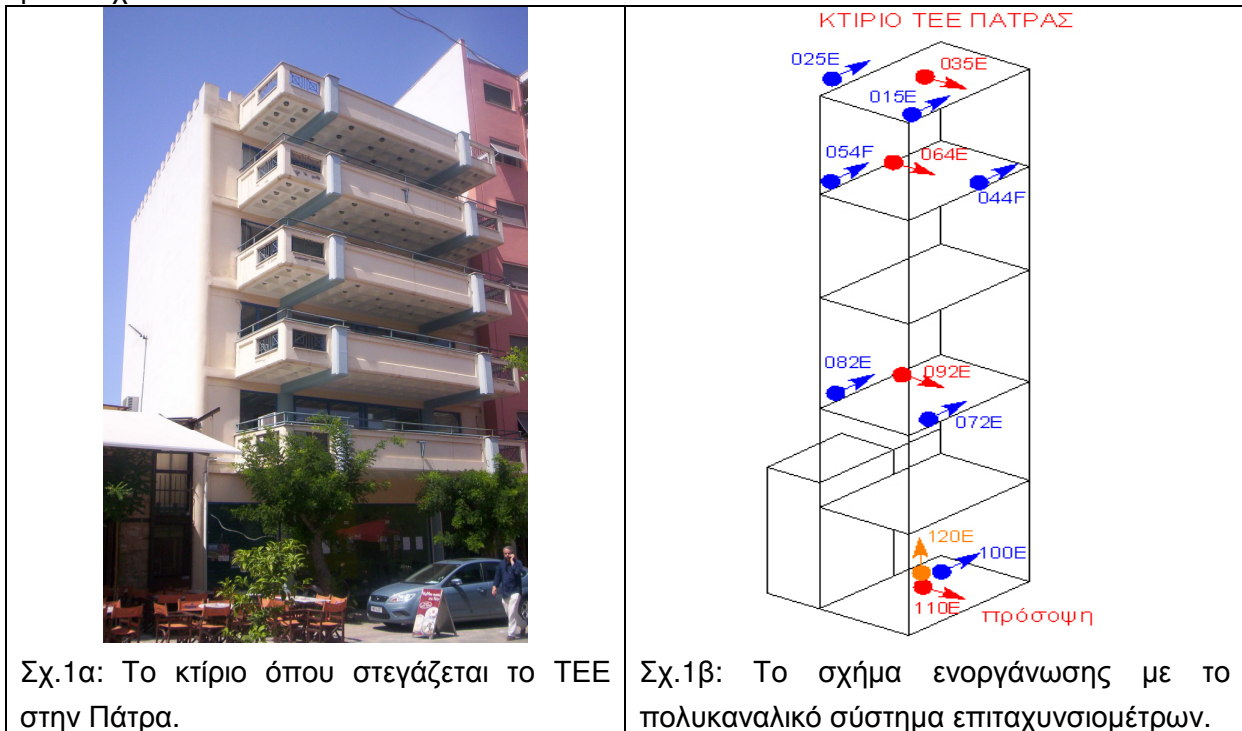 ΚΤΙΡΙΟ ΤΕΕ ΠΑΤΡΑΣ
025E
035E
015E
054F
064E
044F
082E
092E
072E
120E
100E
110E
πρόσοψη
Σχ.1α: Το κτίριο όπου στεγάζεται το ΤΕΕ
στην Πάτρα.
Σχ.1β: Το σχήμα ενοργάνωσης με το
πολυκαναλικό σύστημα επιταχυνσιομέτρων.